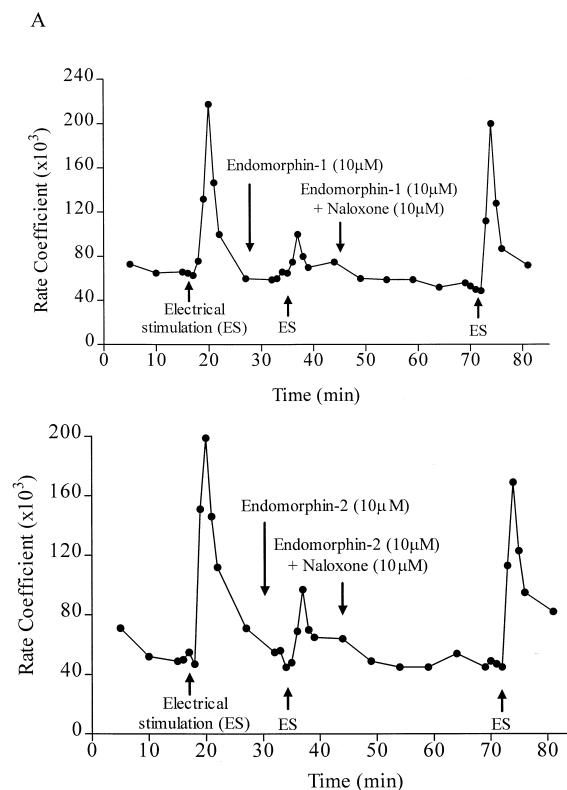 A
240
200
160
120
80
40
0
Rate Coefficient (x10³)
Endomorphin-1 (10µM)
Endomorphin-1 (10µM)
+ Naloxone (10µM)
Electrical
stimulation (ES)
ES
ES
0 10 20 30 40 50 60 70 80
Time (min)
200
160
120
80
40
0
Rate Coefficient (x10³)
Endomorphin-2 (10µM)
Endomorphin-2 (10µM)
+ Naloxone (10µM)
Electrical
stimulation (ES)
ES
ES
0 10 20 30 40 50 60 70 80
Time (min)